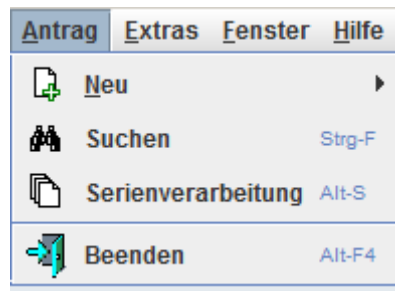 Antrag Extras Fenster Hilfe
Neu
Suchen Strg-F
Serienverarbeitung Alt-S
Beenden Alt-F4